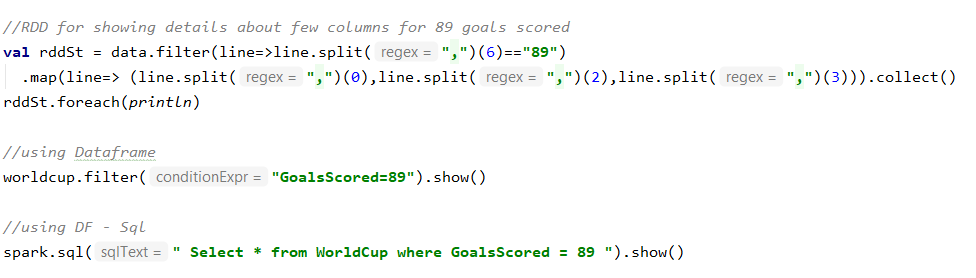 //RDD for showing details about few columns for 89 goals scored
val rddSt = data.filter(line=>line.split( regex = ",")(6)=="89")
.map(line=> (line.split( regex = ",")(0),line.split( regex = ",")(2),line.split( regex = ",")(3))).collect()
rddSt.foreach(println)
//using Dataframe
worldcup.filter( conditionExpr = "GoalsScored=89").show()
//using DF - Sql
spark.sql( sqlText = " Select * from WorldCup where GoalsScored = 89 ").show()